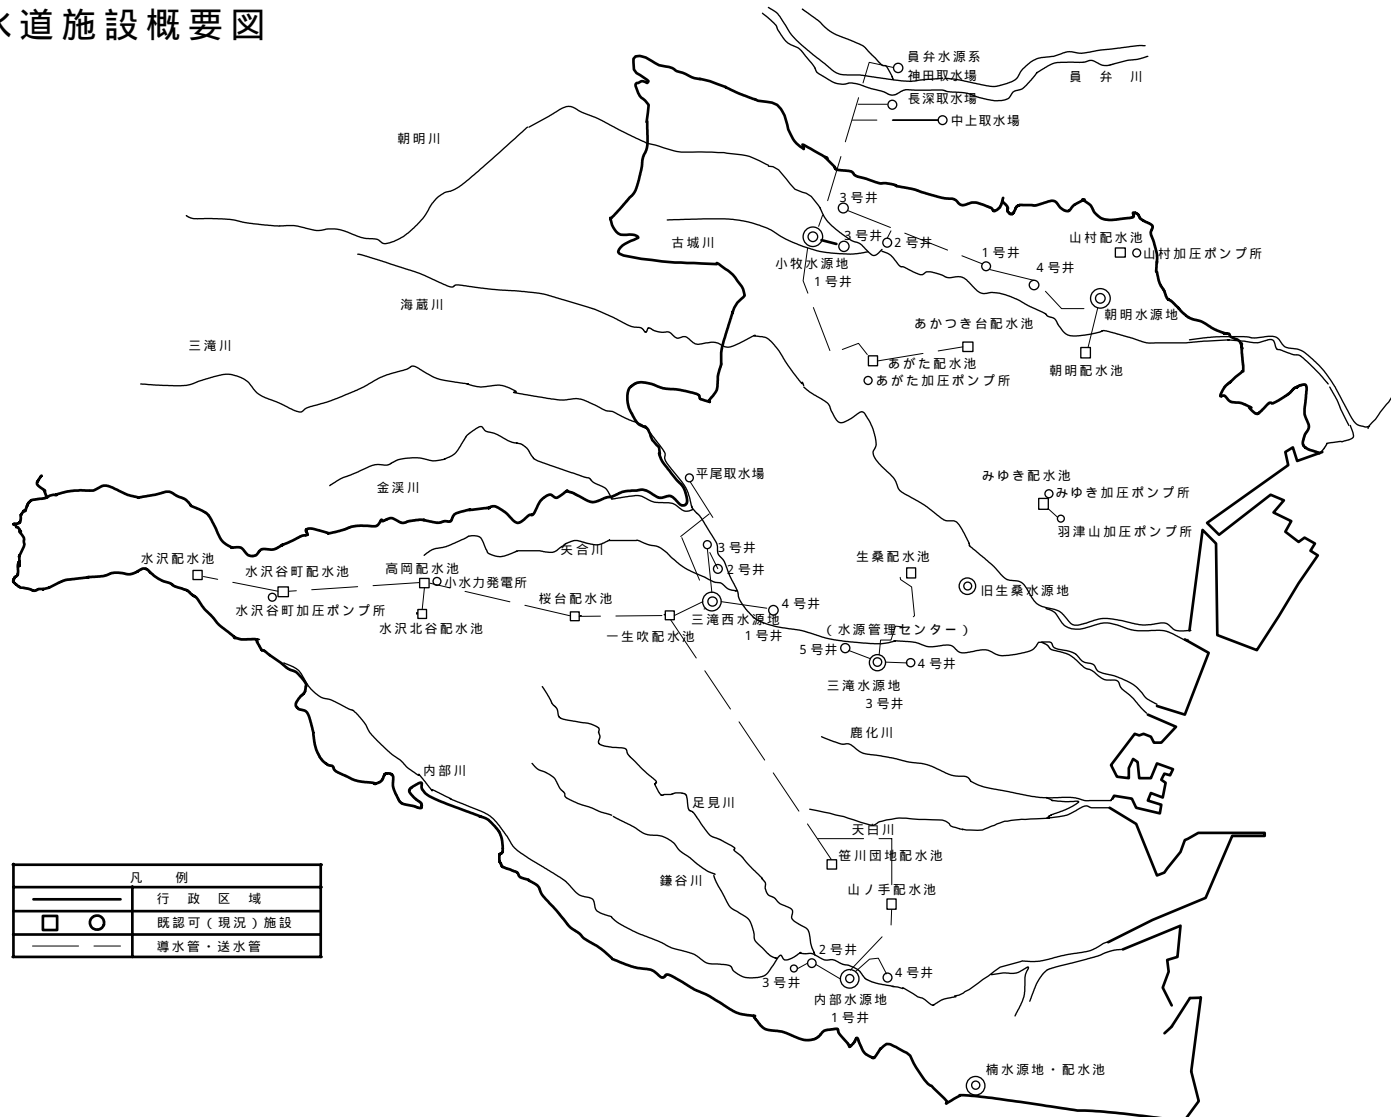 水道施設概要図
員弁水源系
神田取水場
員弁川
長深取水場
中上取水場
朝明川
3号井
古城川
3号井
2号井
山村配水池
山村加圧ポンプ所
小牧水源地
1号井
1号井
4号井
海蔵川
朝明水源地
あかつき台配水池
三滝川
あがた配水池
あがた加圧ポンプ所
朝明配水池
平尾取水場
みゆき配水池
みゆき加圧ポンプ所
金渓川
羽津山加圧ポンプ所
矢合川
3号井
2号井
生桑配水池
旧生桑水源地
水沢配水池
水沢谷町配水池
高岡配水池
小水力発電所
水沢谷町加圧ポンプ所
桜台配水池
4号井
水沢北谷配水池
一生吹配水池
三滝西水源地
1号井
(水源管理センター)
5号井
4号井
三滝水源地
3号井
鹿化川
内部川
足見川
天白川
笹川団地配水池
鎌谷川
山ノ手配水池
凡例
行政区域
既認可(現況)施設
導水管・送水管
2号井
3号井
4号井
内部水源地
1号井
楠水源地・配水池